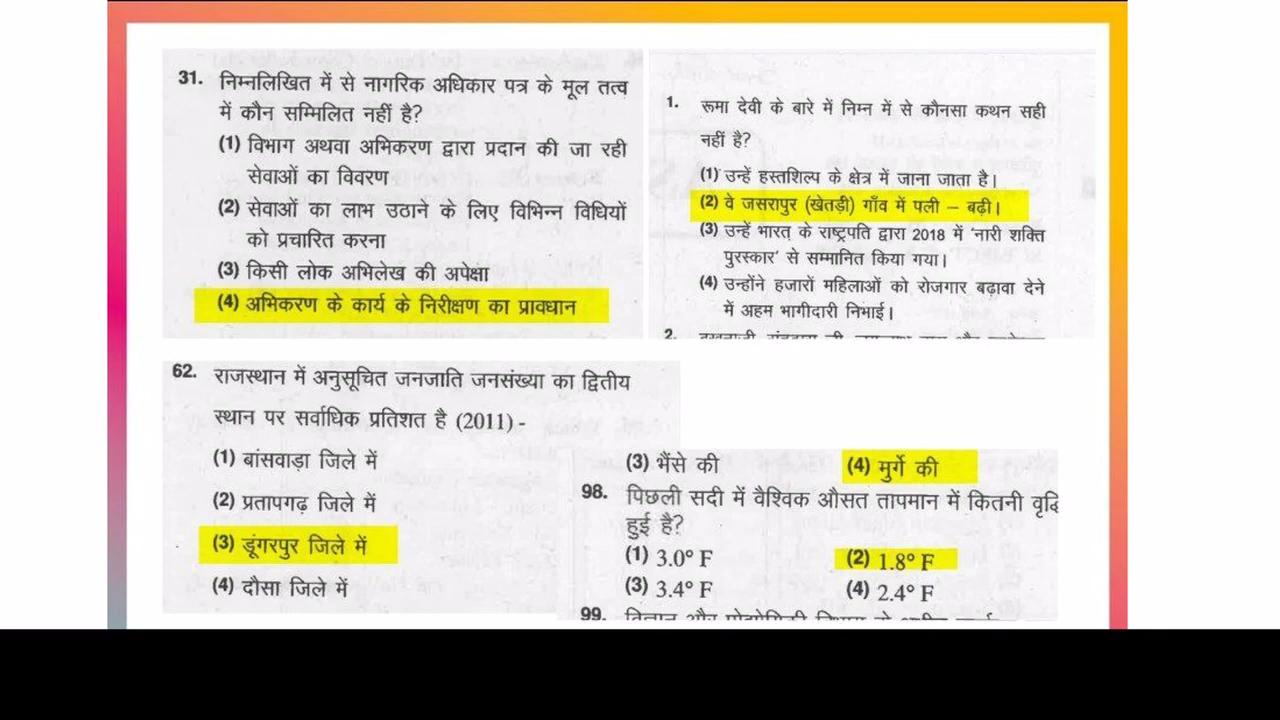 31. निम्नलिखित में से नागरिक अधिकार पत्र के मूल तत्व
में कौन सम्मिलित नहीं है?
(1) विभाग अथवा अभिकरण द्वारा प्रदान की जा रही
सेवाओं का विवरण
(2) सेवाओं का लाभ उठाने के लिए विभिन्न विधियों
को प्रचारित करना
(3) किसी लोक अभिलेख की अपेक्षा
(4) अभिकरण के कार्य के निरीक्षण का प्रावधान
1. रूमा देवी के बारे में निम्न में से कौनसा कथन सही
नहीं है?
(1) उन्हें हस्तशिल्प के क्षेत्र में जाना जाता है।
(2) वे जसरापुर (खेतड़ी) गाँव में पली – बढ़ी।
(3) उन्हें भारत् के राष्ट्रपति द्वारा 2018 में 'नारी शक्ति
पुरस्कार' से सम्मानित किया गया।
(4) उन्होंने हजारों महिलाओं को रोजगार बढ़ावा देने
में अहम भागीदारी निभाई।
2.
62. राजस्थान में अनुसूचित जनजाति जनसंख्या का द्वितीय
स्थान पर सर्वाधिक प्रतिशत है (2011) -
(1) बांसवाड़ा जिले में
(2) प्रतापगढ़ जिले में
(3) डूंगरपुर जिले में
(4) दौसा जिले में
(3) भैंसे की (4) मुर्गे की
98. पिछली सदी में वैश्विक औसत तापमान में कितनी वृद्धि
हुई है?
(1) 3.0° F (2) 1.8° F
(3) 3.4° F (4) 2.4° F
99.